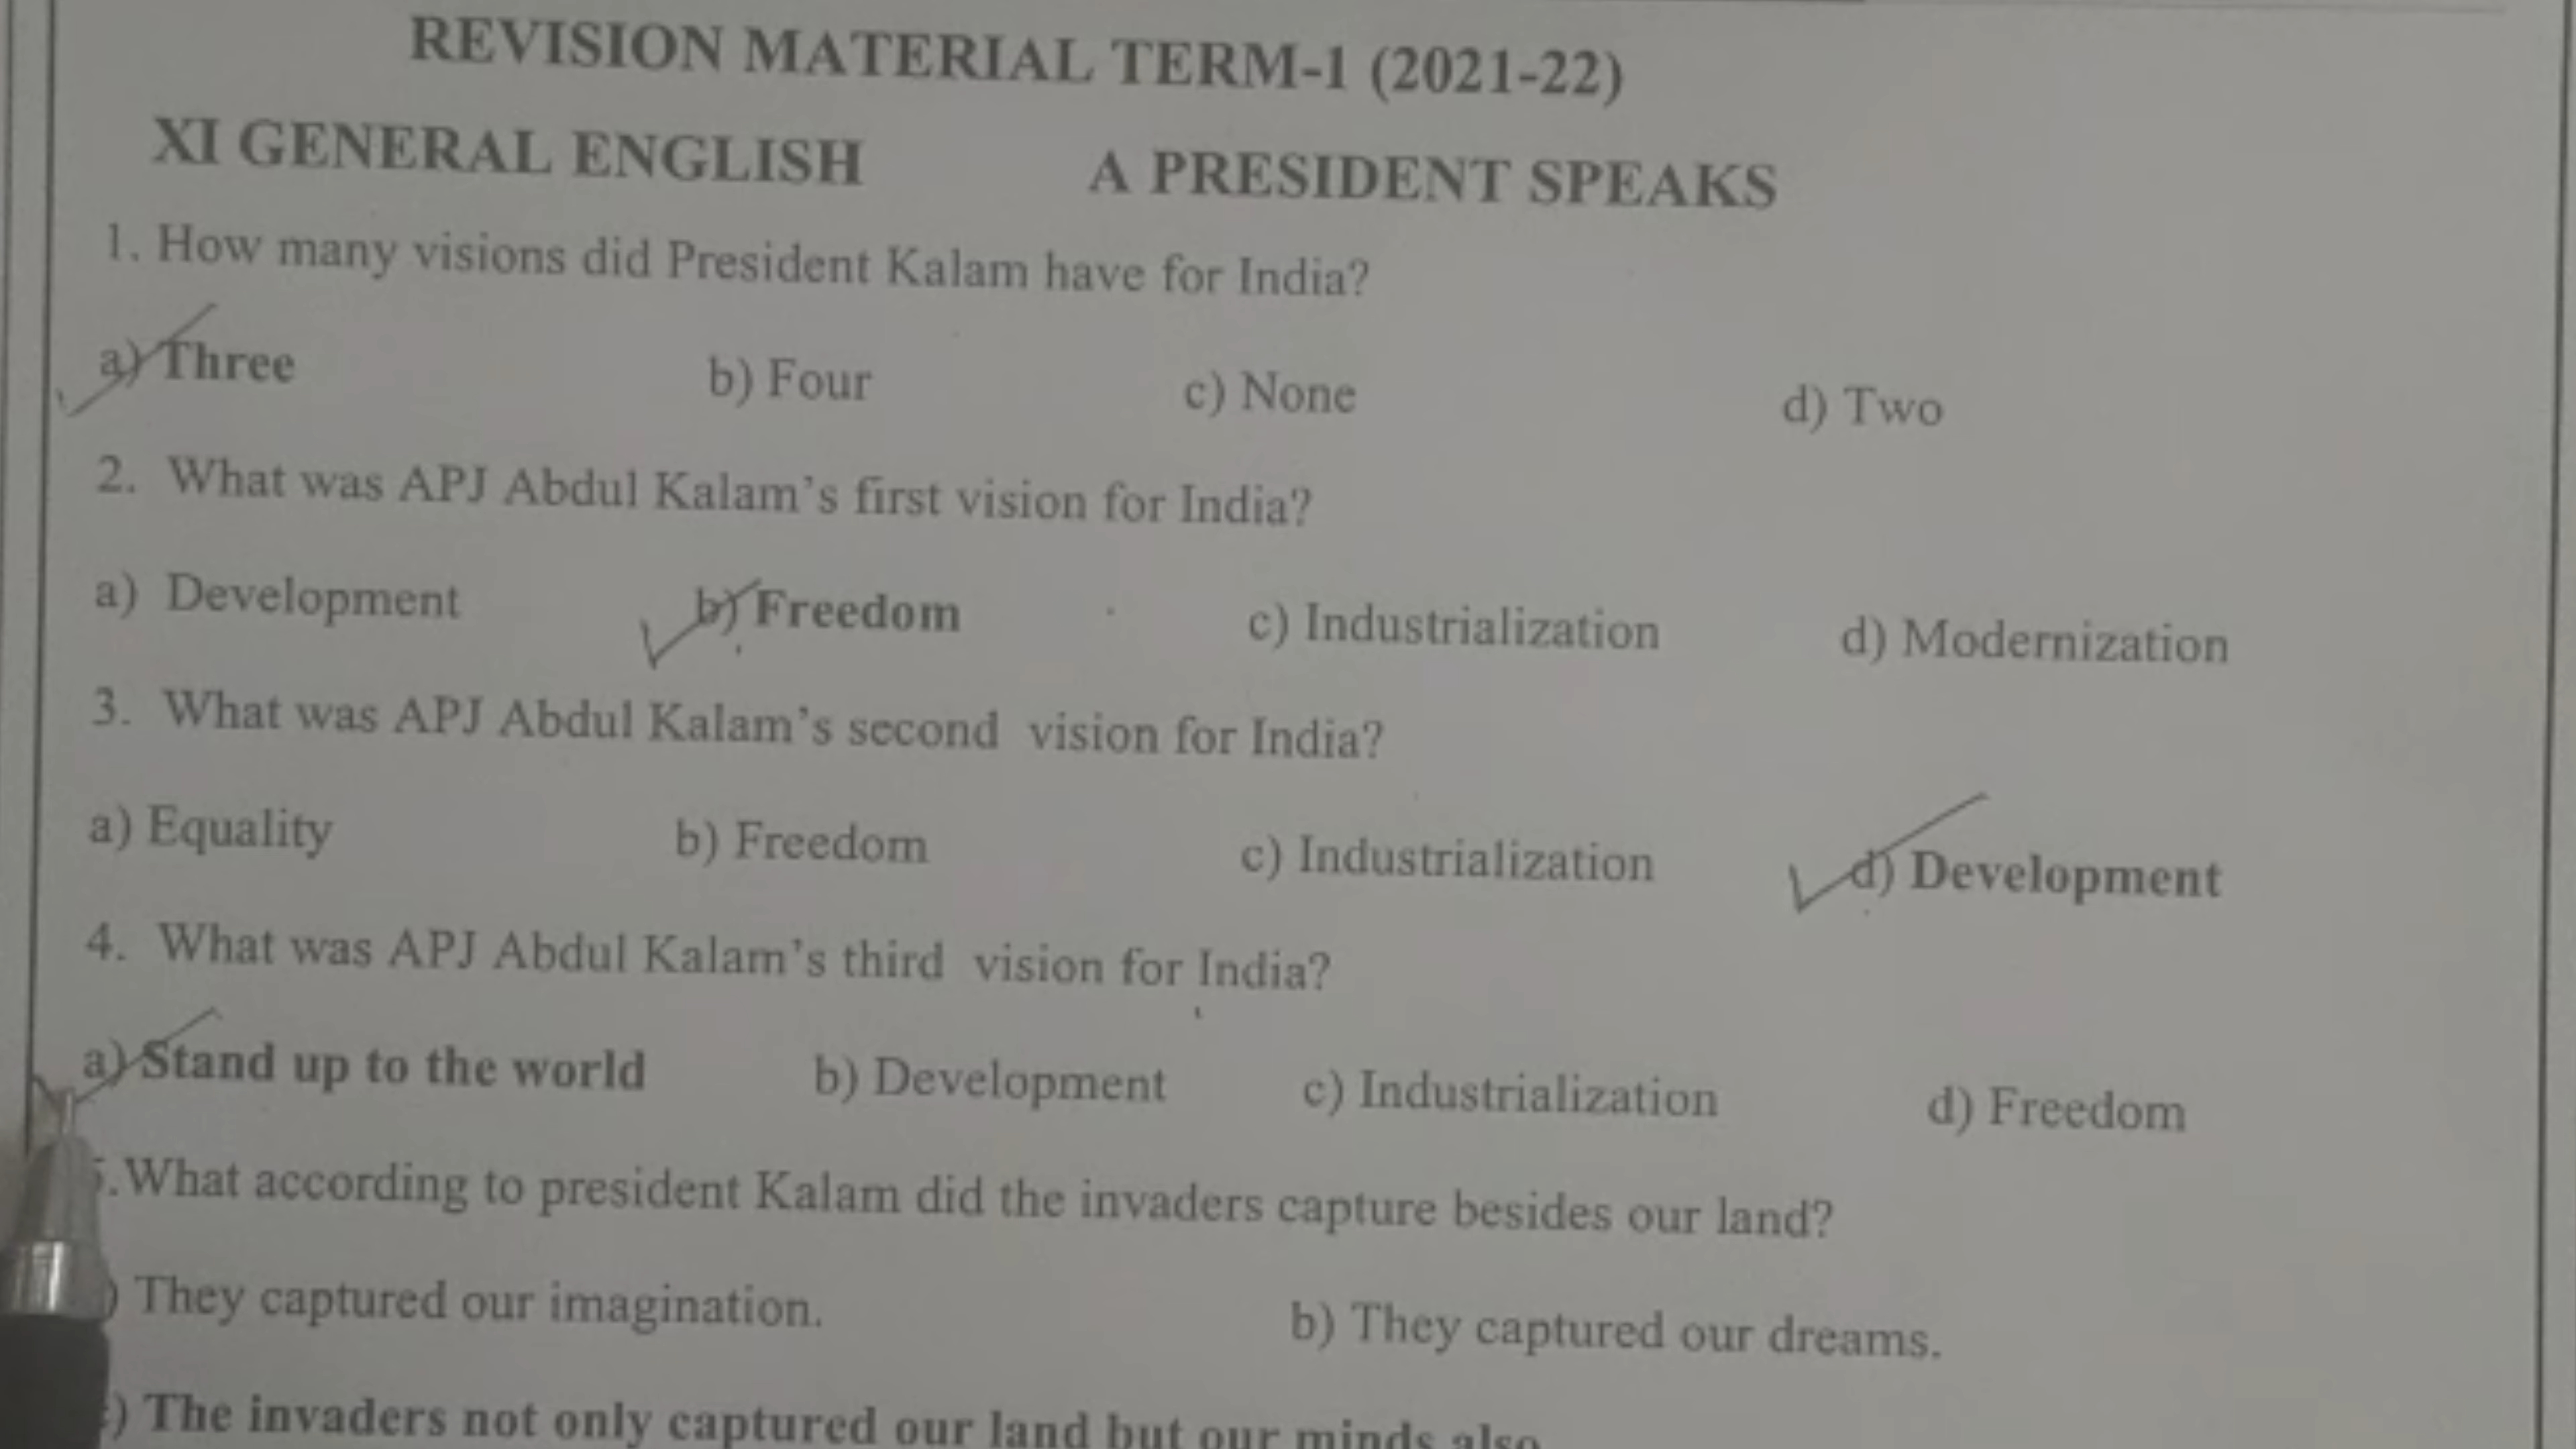 REVISION MATERIAL TERM-1 (2021-22)
XI GENERAL ENGLISH A PRESIDENT SPEAKS
1. How many visions did President Kalam have for India?
a) Three b) Four c) None d) Two
2. What was APJ Abdul Kalam's first vision for India?
a) Development b) Freedom c) Industrialization d) Modernization
3. What was APJ Abdul Kalam's second vision for India?
a) Equality b) Freedom c) Industrialization d) Development
4. What was APJ Abdul Kalam's third vision for India?
a) Stand up to the world b) Development c) Industrialization d) Freedom
5.What according to president Kalam did the invaders capture besides our land?
) They captured our imagination. b) They captured our dreams.
) The invaders not only captured our land but our minds also